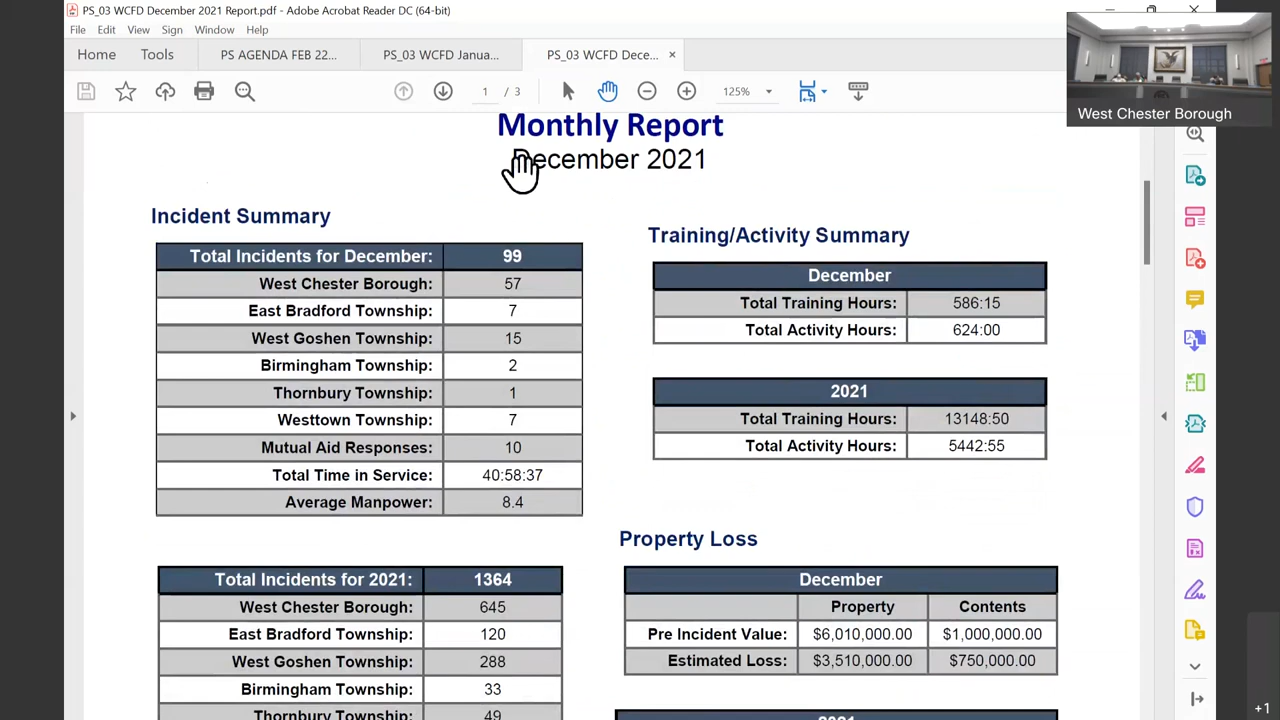 PS_03 WCFD December 2021 Report.pdf - Adobe Acrobat Reader DC (64-bit)
File Edit View Sign Window Help
Home Tools PS AGENDA FEB 22... PS_03 WCFD Janua... PS_03 WCFD Dece... ×
1 / 3 125%
West Chester Borough
Monthly Report
December 2021
Incident Summary
Total Incidents for December: 99
West Chester Borough: 57
East Bradford Township: 7
West Goshen Township: 15
Birmingham Township: 2
Thornbury Township: 1
Westtown Township: 7
Mutual Aid Responses: 10
Total Time in Service: 40:58:37
Average Manpower: 8.4
Total Incidents for 2021: 1364
West Chester Borough: 645
East Bradford Township: 120
West Goshen Township: 288
Birmingham Township: 33
Thornbury Township: 49
Training/Activity Summary
December
Total Training Hours: 586:15
Total Activity Hours: 624:00
2021
Total Training Hours: 13148:50
Total Activity Hours: 5442:55
Property Loss
December
Property Contents
Pre Incident Value: $6,010,000.00 $1,000,000.00
Estimated Loss: $3,510,000.00 $750,000.00
2021
+1